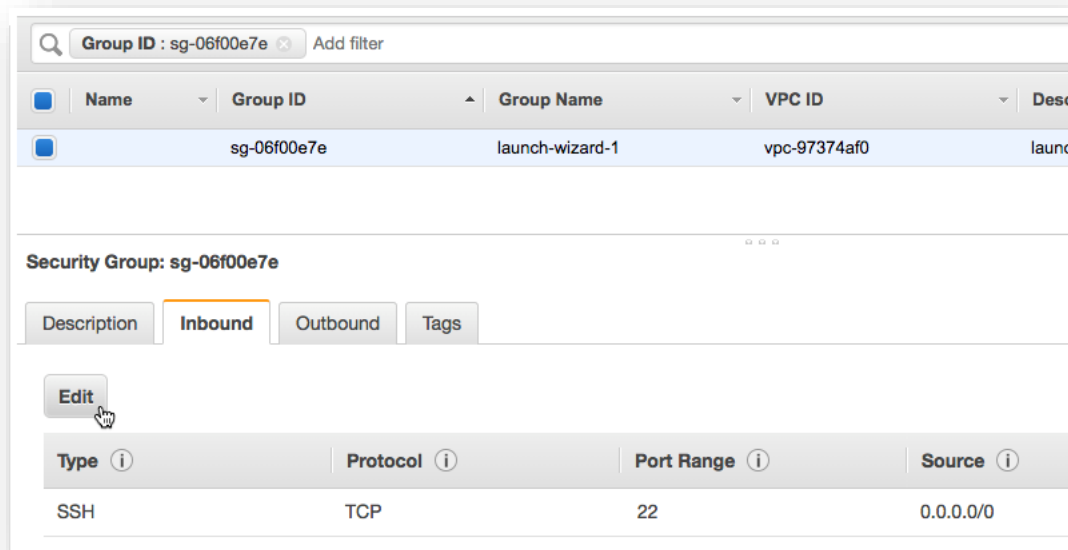 Group ID : sg-06f00e7e Add filter
Name Group ID Group Name VPC ID
sg-06f00e7e launch-wizard-1 vpc-97374af0
Security Group: sg-06f00e7e
Description Inbound Outbound Tags
Edit
Type i Protocol i Port Range i Source i
SSH TCP 22 0.0.0.0/0